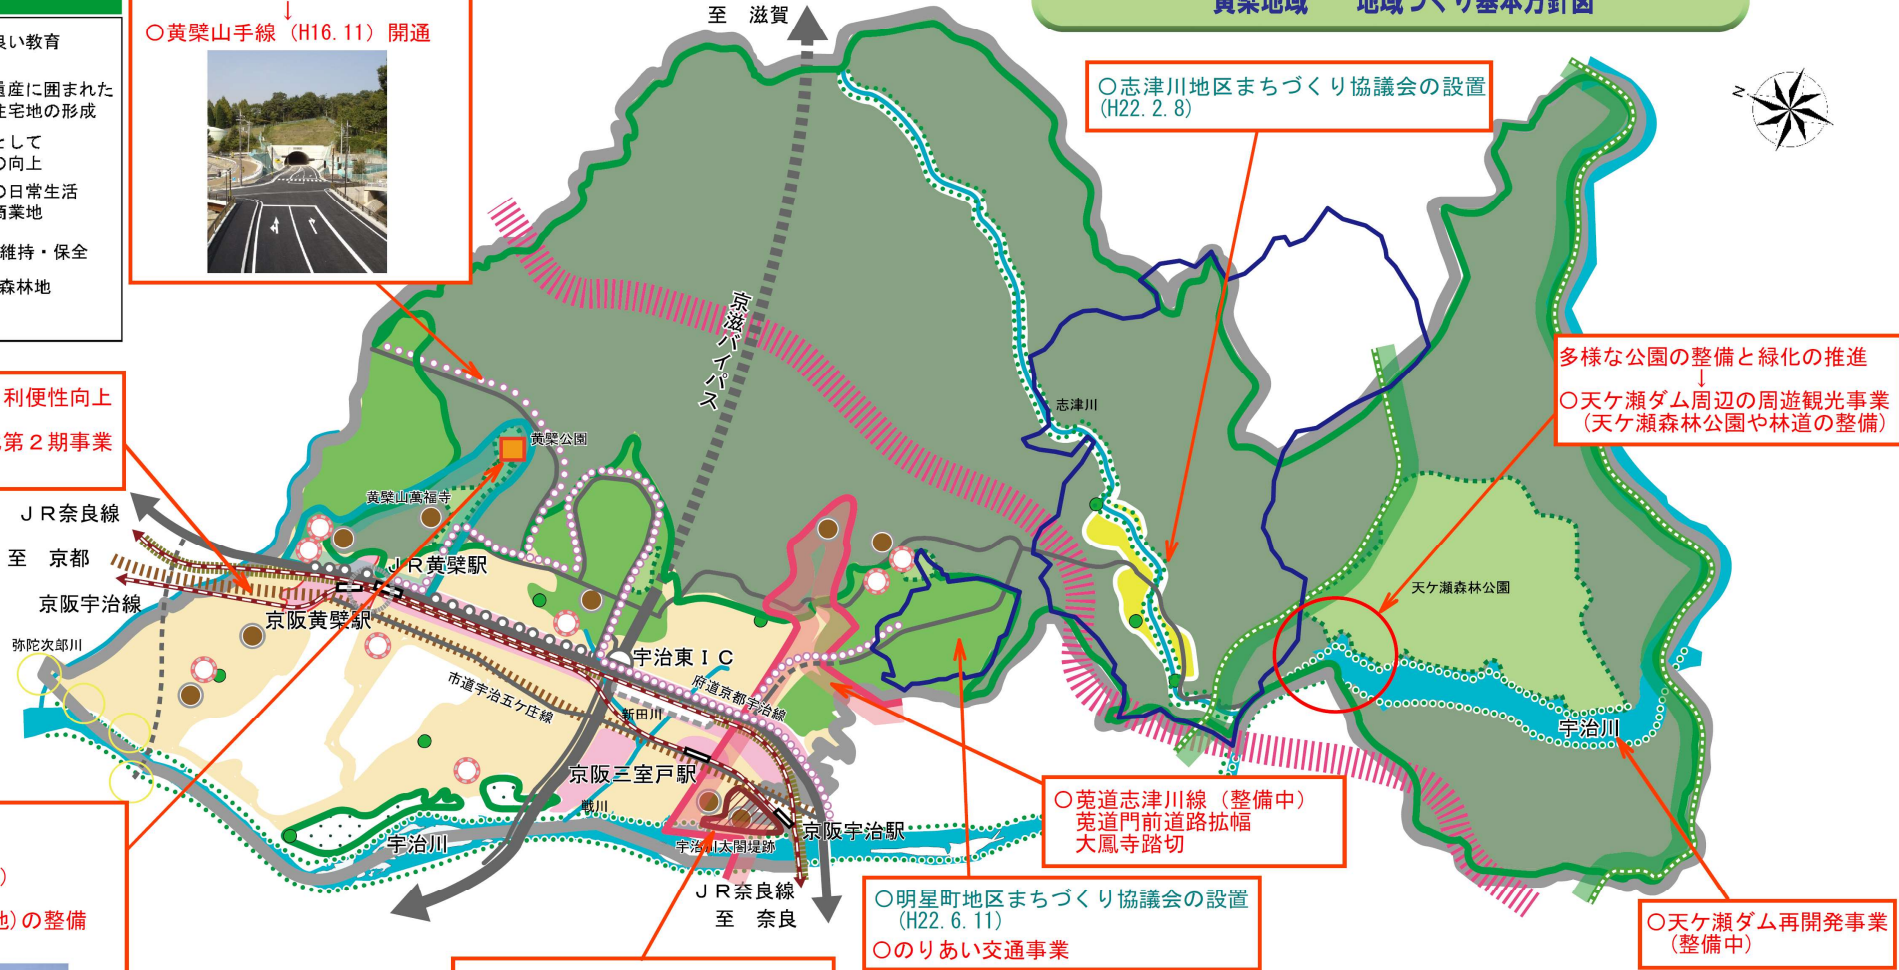 黄檗地域　地域づくり基本方針図
至 滋賀
↓
○黄檗山手線（H16.11）開通
良い教育
遺産に囲まれた
住宅地の形成
として
の向上
の日常生活
商業地
維持・保全
森林地
○志津川地区まちづくり協議会の設置
(H22.2.8)
N
京滋バイパス
志津川
多様な公園の整備と緑化の推進
↓
○天ケ瀬ダム周辺の周遊観光事業
（天ケ瀬森林公園や林道の整備）
利便性向上
第２期事業
黄檗公園
黄檗山萬福寺
ＪＲ奈良線
至 京都
ＪＲ黄檗駅
京阪宇治線
京阪黄檗駅
天ケ瀬森林公園
弥陀次郎川
宇治東ＩＣ
市道宇治五ケ庄線
府道京都宇治線
新田川
宇治川
京阪三室戸駅
戦川
宇治川
京阪宇治駅
宇治川太閤堤跡
○莵道志津川線（整備中）
莵道門前道路拡幅
大鳳寺踏切
ＪＲ奈良線
至 奈良
○明星町地区まちづくり協議会の設置
(H22.6.11)
○のりあい交通事業
○天ケ瀬ダム再開発事業
(整備中)
)
の整備